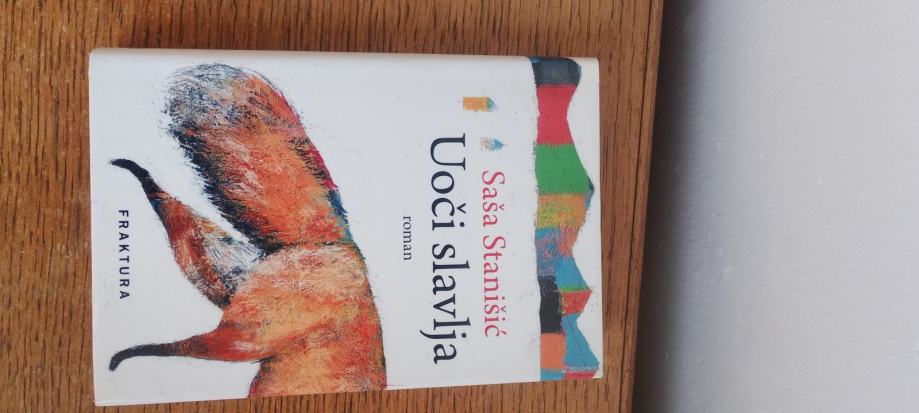 Saša Stanišić
Uoči slavlja
roman
FRAKTURA